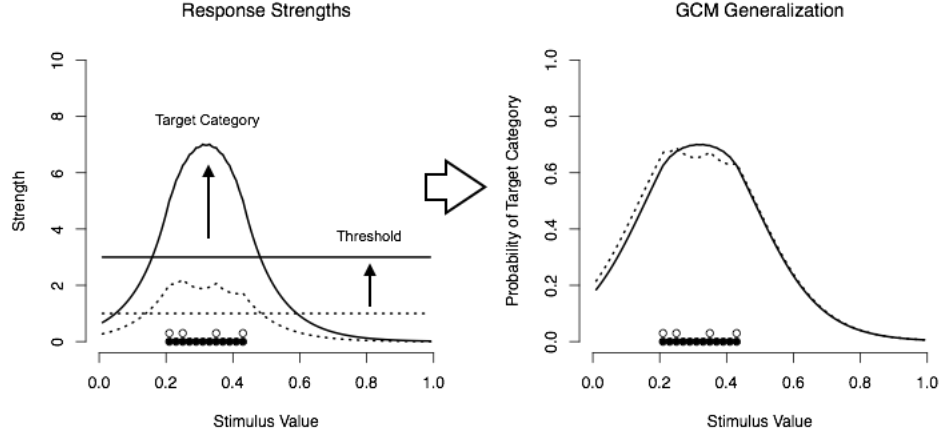 Response Strengths
10
8
6
4
2
0
Strength
Target Category
Threshold
0.0 0.2 0.4 0.6 0.8 1.0
Stimulus Value
GCM Generalization
1.0
0.8
0.6
0.4
0.2
0.0
Probability of Target Category
0.0 0.2 0.4 0.6 0.8 1.0
Stimulus Value